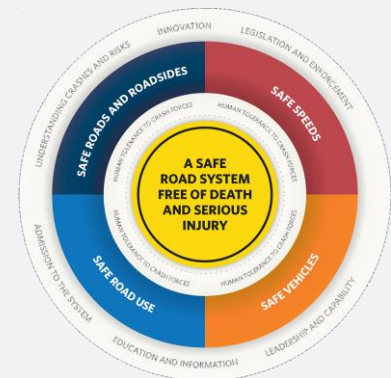 INNOVATION
LEGISLATION AND ENFORCEMENT
UNDERSTANDING CRASHES AND RISKS
SAFE ROADS AND ROADSIDES
SAFE SPEEDS
HUMAN TOLERANCE TO CRASH FORCES
HUMAN TOLERANCE TO CRASH FORCES
A SAFE
ROAD SYSTEM
FREE OF DEATH
AND SERIOUS
INJURY
HUMAN TOLERANCE TO CRASH FORCES
HUMAN TOLERANCE TO CRASH FORCES
SAFE ROAD USE
SAFE VEHICLES
ADMISSION TO THE SYSTEM
EDUCATION AND INFORMATION
LEADERSHIP AND CAPABILITY